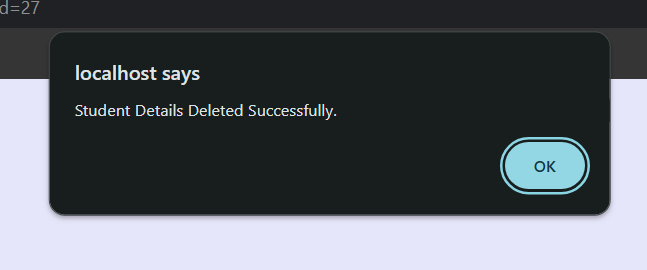 d=27
localhost says
Student Details Deleted Successfully.
OK